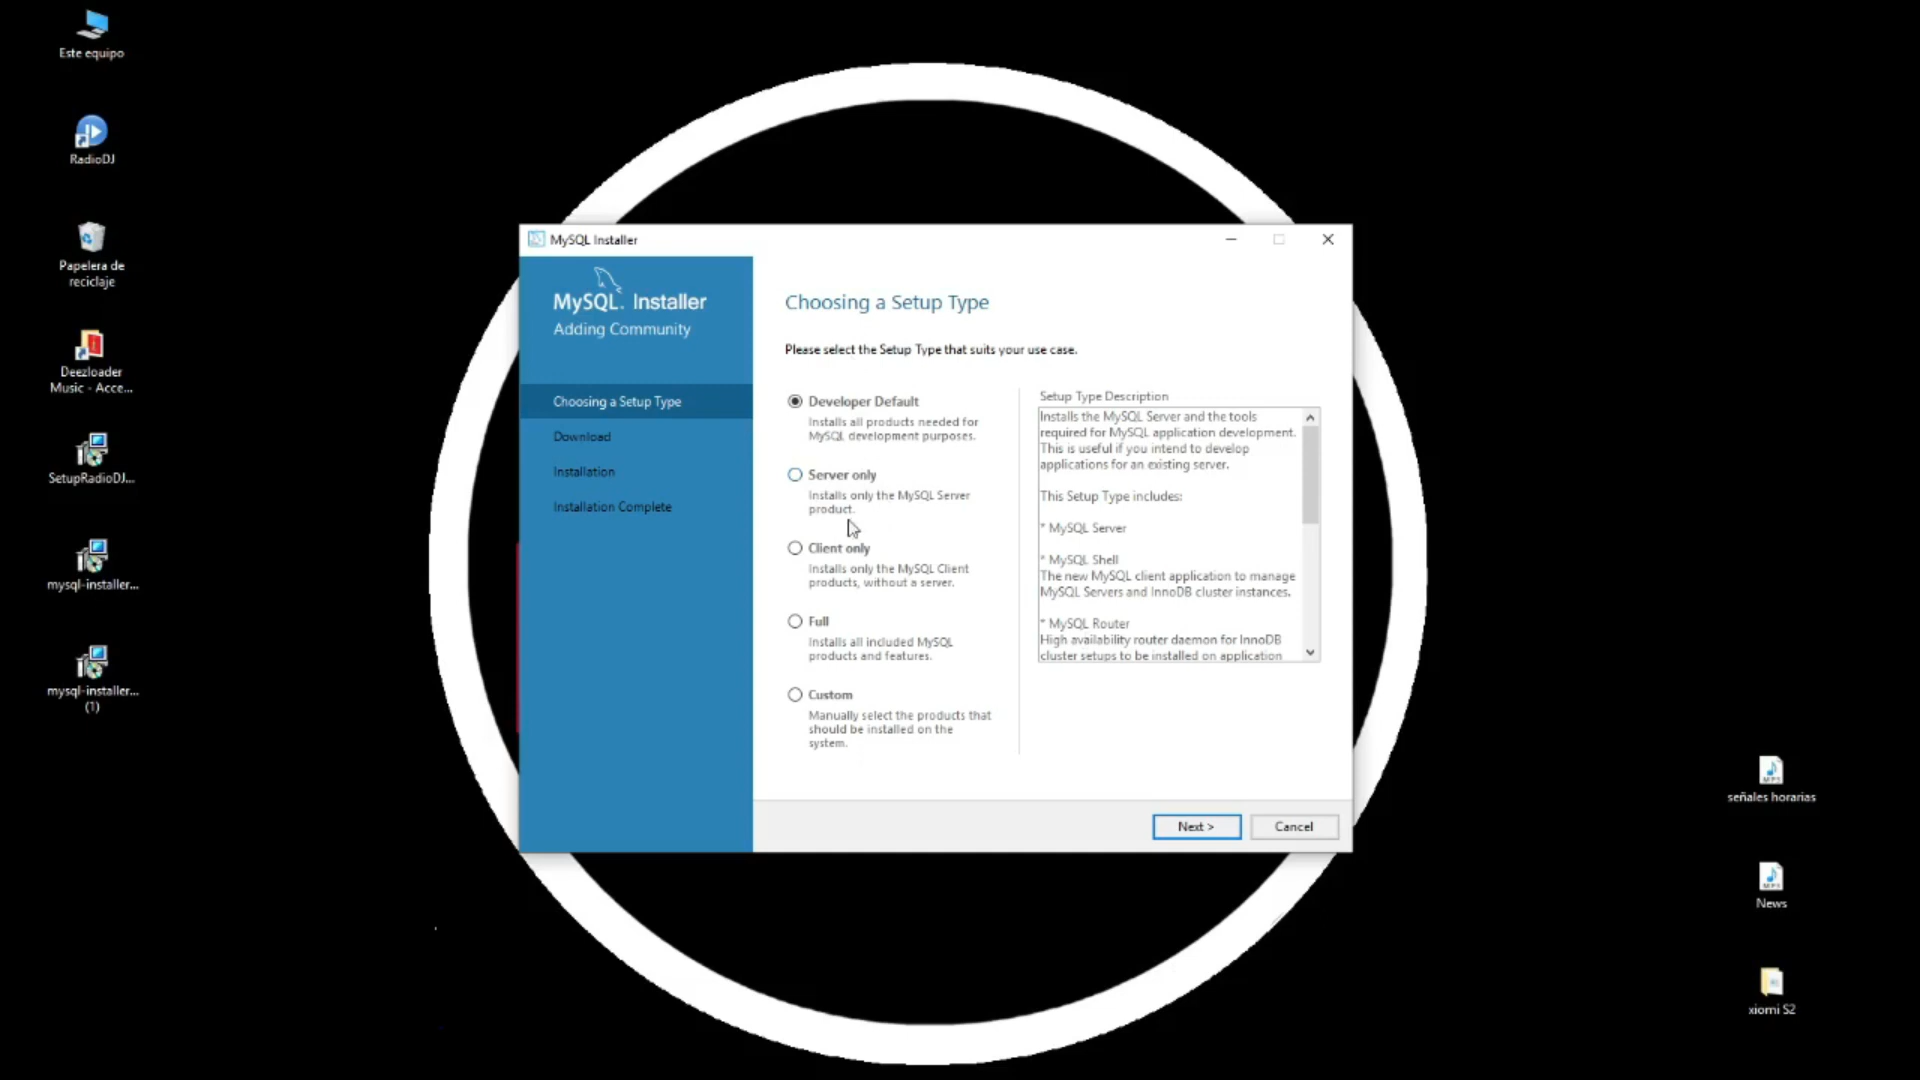 Este equipo
RadioDJ
Papelera de
reciclaje
Deezloader
Music - Acce...
SetupRadioDJ...
mysql-installer...
mysql-installer...
(1)
MySQL Installer
MySQL. Installer
Adding Community
Choosing a Setup Type
Download
Installation
Installation Complete
Choosing a Setup Type
Please select the Setup Type that suits your use case.
Developer Default
Installs all products needed for
MySQL development purposes.
Server only
Installs only the MySQL Server
product.
Client only
Installs only the MySQL Client
products, without a server.
Full
Installs all included MySQL
products and features.
Custom
Manually select the products that
should be installed on the
system.
Setup Type Description
Installs the MySQL Server and the tools
required for MySQL application development.
This is useful if you intend to develop
applications for an existing server.
This Setup Type includes:
* MySQL Server
* MySQL Shell
The new MySQL client application to manage
MySQL Servers and InnoDB cluster instances.
* MySQL Router
High availability router daemon for InnoDB
cluster setups to be installed on application
Next >
Cancel
señales horarias
News
xiomi S2